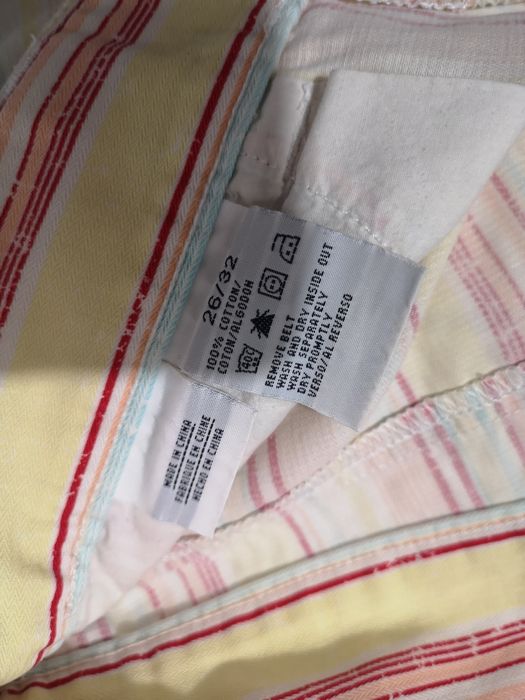 26/32
100% COTTON/
COTON/ALGODON
40C
REMOVE BELT
WASH AND DRY INSIDE OUT
WASH SEPARATELY
DRY PROMPTLY
VERSO/AL REVERSO
MADE IN CHINA
FABRIQUE EN CHINE
HECHO EN CHINA